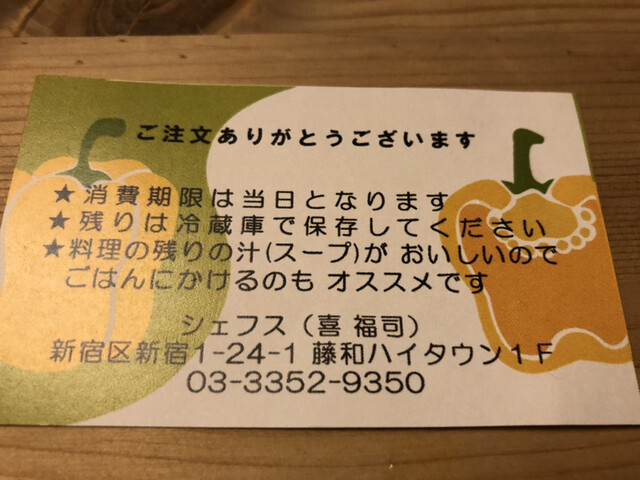 ご注文ありがとうございます
★消費期限は当日となります
★残りは冷蔵庫で保存してください
★料理の残りの汁(スープ)が おいしいので
ごはんにかけるのも オススメです
シェフス（喜 福司）
新宿区新宿1-24-1 藤和ハイタウン１Ｆ
03-3352-9350